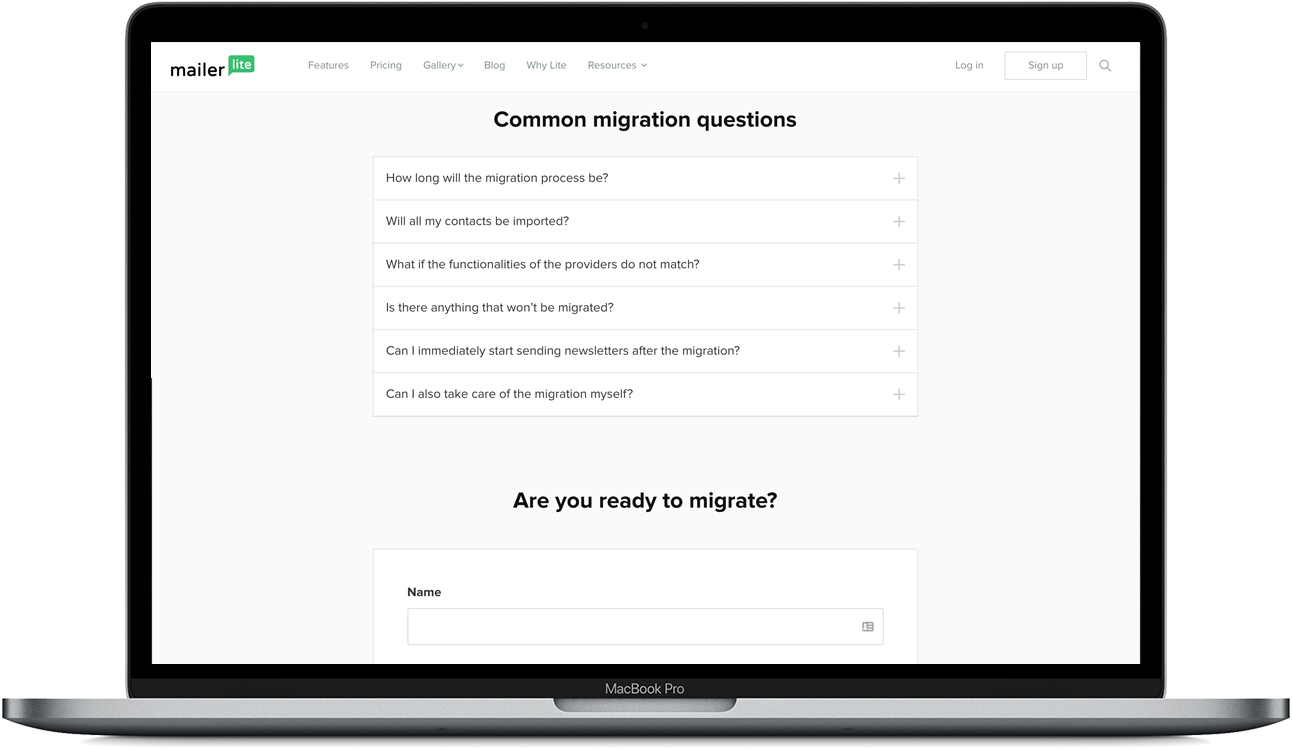 mailer lite Features Pricing Gallery Blog Why Lite Resources Log in Sign up
Common migration questions
How long will the migration process be?
Will all my contacts be imported?
What if the functionalities of the providers do not match?
Is there anything that won’t be migrated?
Can I immediately start sending newsletters after the migration?
Can I also take care of the migration myself?
Are you ready to migrate?
Name
MacBook Pro